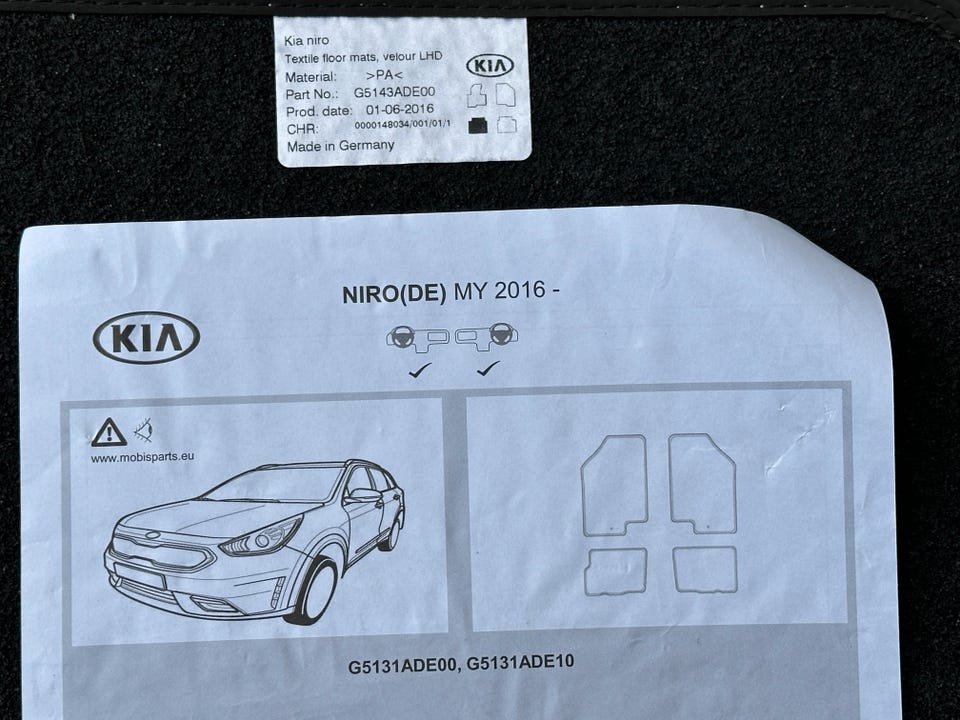 Kia niro
Textile floor mats, velour LHD
KIA
Material: >PA<
Part No.: G5143ADE00
Prod. date: 01-06-2016
CHR: 0000148034/001/01/1
Made in Germany
NIRO(DE) MY 2016 -
KIA
www.mobisparts.eu
G5131ADE00, G5131ADE10